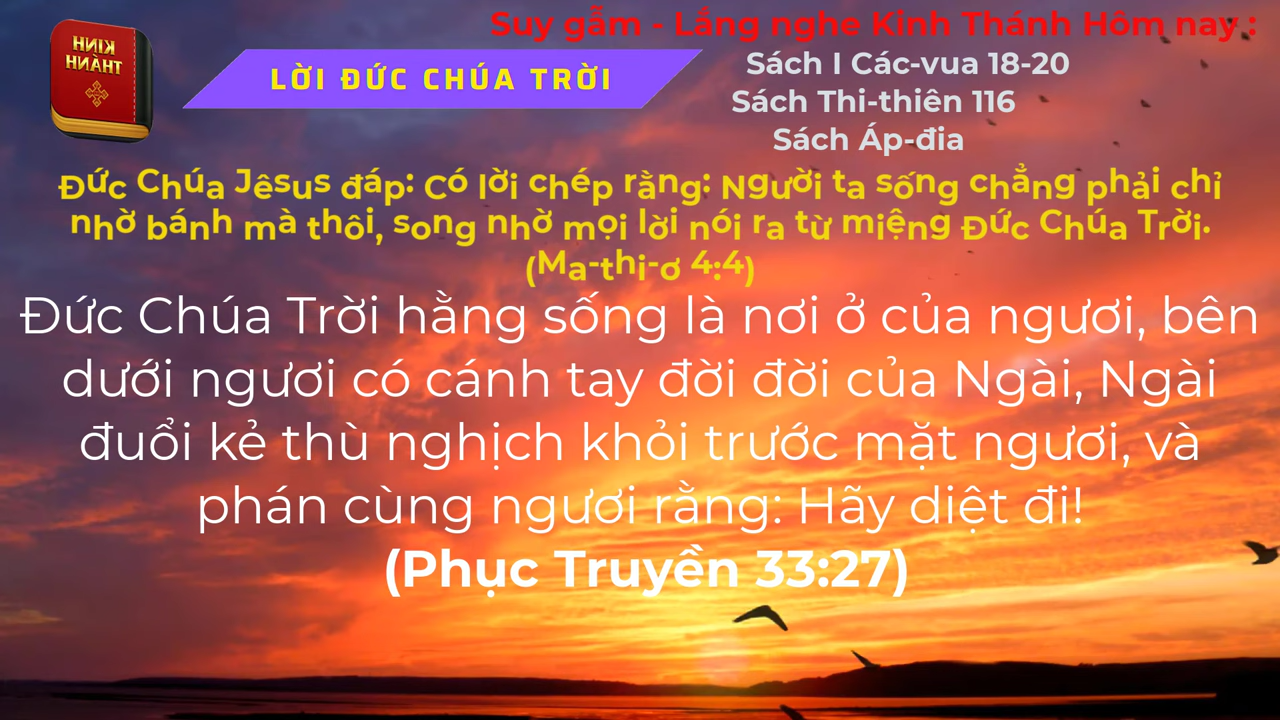 KINH
THÁNH
LỜI ĐỨC CHÚA TRỜI
Suy gẫm - Lắng nghe Kinh Thánh Hôm nay :
Sách I Các-vua 18-20
Sách Thi-thiên 116
Sách Áp-đia
Đức Chúa Jêsus đáp: Có lời chép rằng: Người ta sống chẳng phải chỉ
nhờ bánh mà thôi, song nhờ mọi lời nói ra từ miệng Đức Chúa Trời.
(Ma-thi-ơ 4:4)
Đức Chúa Trời hằng sống là nơi ở của ngươi, bên
dưới ngươi có cánh tay đời đời của Ngài, Ngài
đuổi kẻ thù nghịch khỏi trước mặt ngươi, và
phán cùng ngươi rằng: Hãy diệt đi!
(Phục Truyền 33:27)